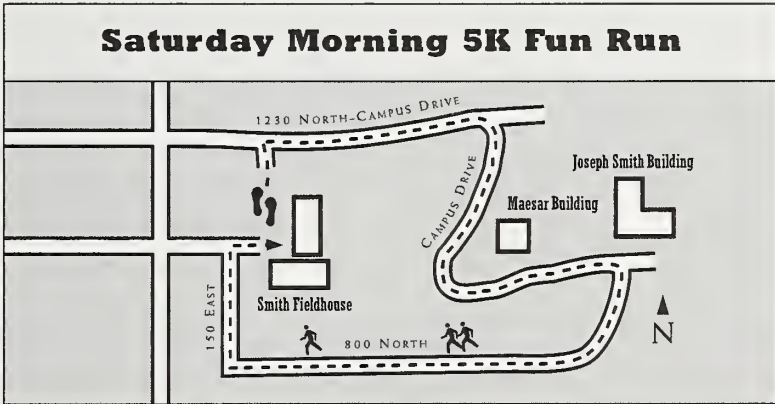 Saturday Morning 5K Fun Run
1230 NORTH-CAMPUS DRIVE
Joseph Smith Building
CAMPUS DRIVE
Maesar Building
Smith Fieldhouse
150 EAST
800 NORTH
N